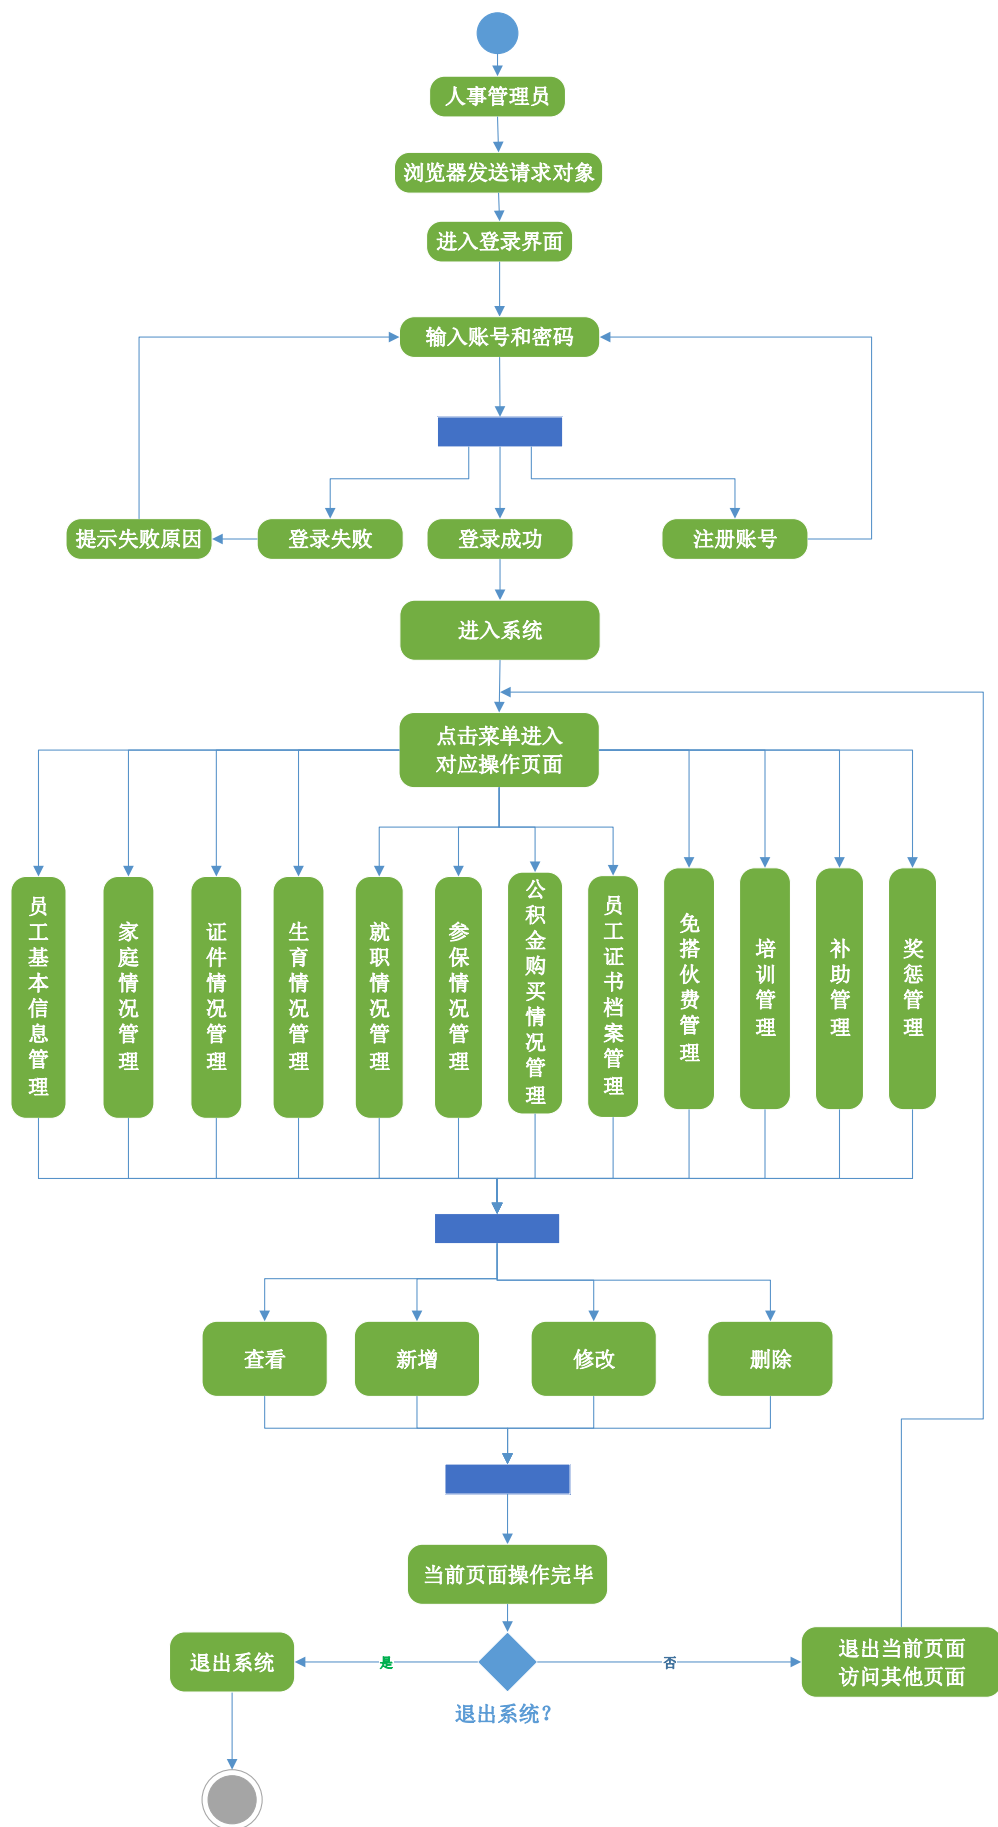 人事管理员
浏览器发送请求对象
进入登录界面
输入账号和密码
提示失败原因
登录失败
登录成功
注册账号
进入系统
点击菜单进入
对应操作页面
员工基本信息管理
家庭情况管理
证件情况管理
生育情况管理
就职情况管理
参保情况管理
公积金购买情况管理
员工证书档案管理
免搭伙费管理
培训管理
补助管理
奖惩管理
查看
新增
修改
删除
当前页面操作完毕
退出系统
是
否
退出当前页面
访问其他页面
退出系统？